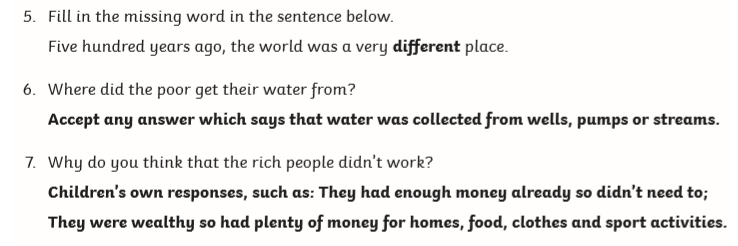 5. Fill in the missing word in the sentence below.
Five hundred years ago, the world was a very different place.
6. Where did the poor get their water from?
Accept any answer which says that water was collected from wells, pumps or streams.
7. Why do you think that the rich people didn't work?
Children's own responses, such as: They had enough money already so didn't need to;
They were wealthy so had plenty of money for homes, food, clothes and sport activities.